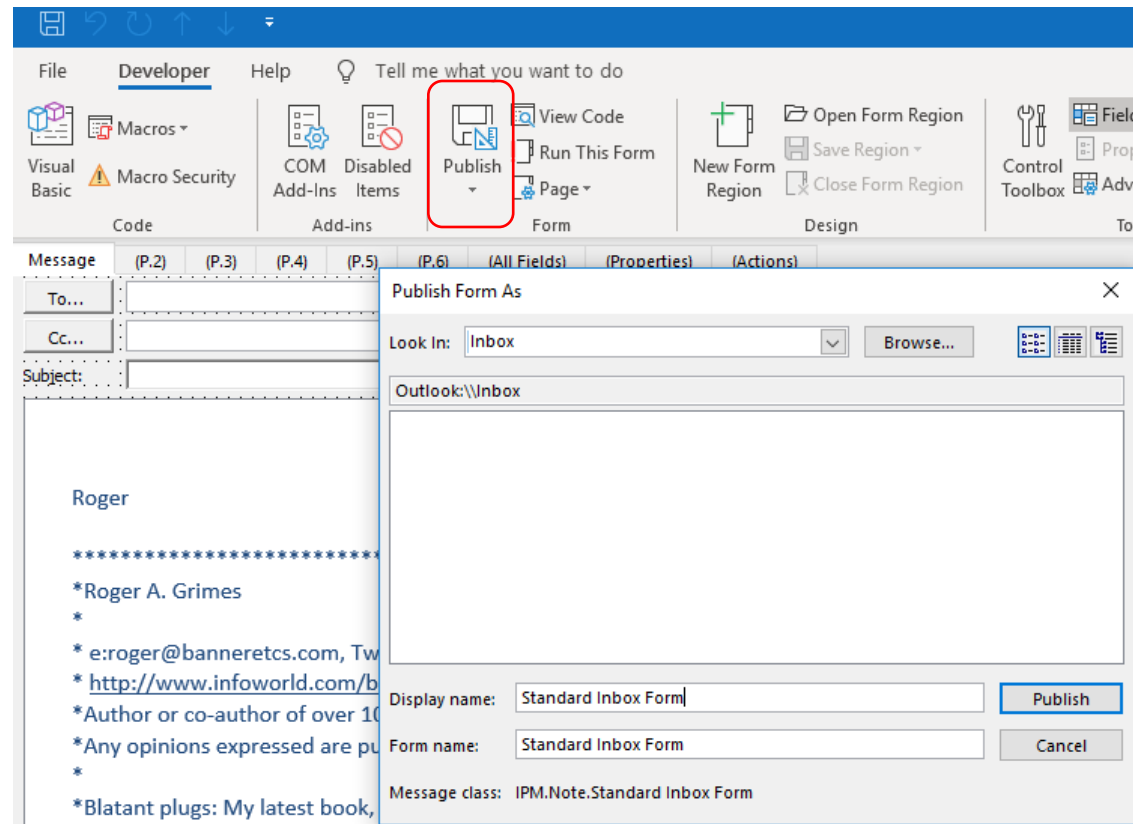 File Developer Help Tell me what you want to do
Visual Basic
Macros
Macro Security
Code
COM Add-Ins
Disabled Items
Add-ins
Publish
View Code
Run This Form
Page
Form
New Form Region
Open Form Region
Save Region
Close Form Region
Design
Control Toolbox
Message (P.2) (P.3) (P.4) (P.5) (P.6) (All Fields) (Properties) (Actions)
To...
Cc...
Subject:
Publish Form As
Look In: Inbox Browse...
Outlook:\\Inbox
Roger
***************************
*Roger A. Grimes
*
* e:roger@banneretcs.com,
* http://www.infoworld.com/b
*Author or co-author of over 10
*Any opinions expressed are pu
*
*Blatant plugs: My latest book,
Display name: Standard Inbox Form Publish
Form name: Standard Inbox Form Cancel
Message class: IPM.Note.Standard Inbox Form